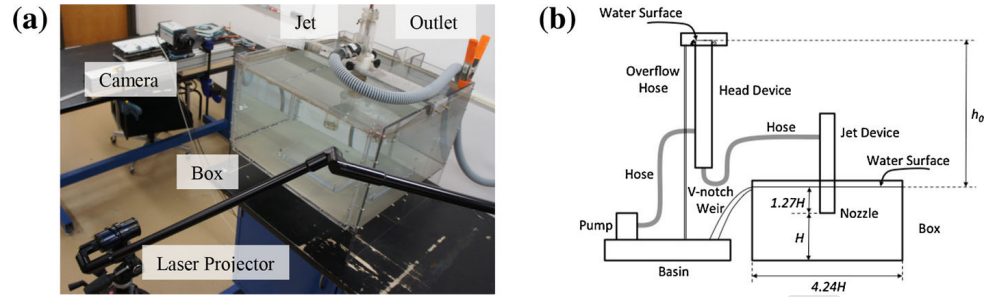 (a)
Jet
Outlet
Camera
Box
Laser Projector
(b)
Water Surface
Overflow
Hose
Head Device
Hose
Jet Device
Water Surface
h₀
Hose
V-notch
Weir
1.27H
Nozzle
Pump
H
Box
Basin
4.24H